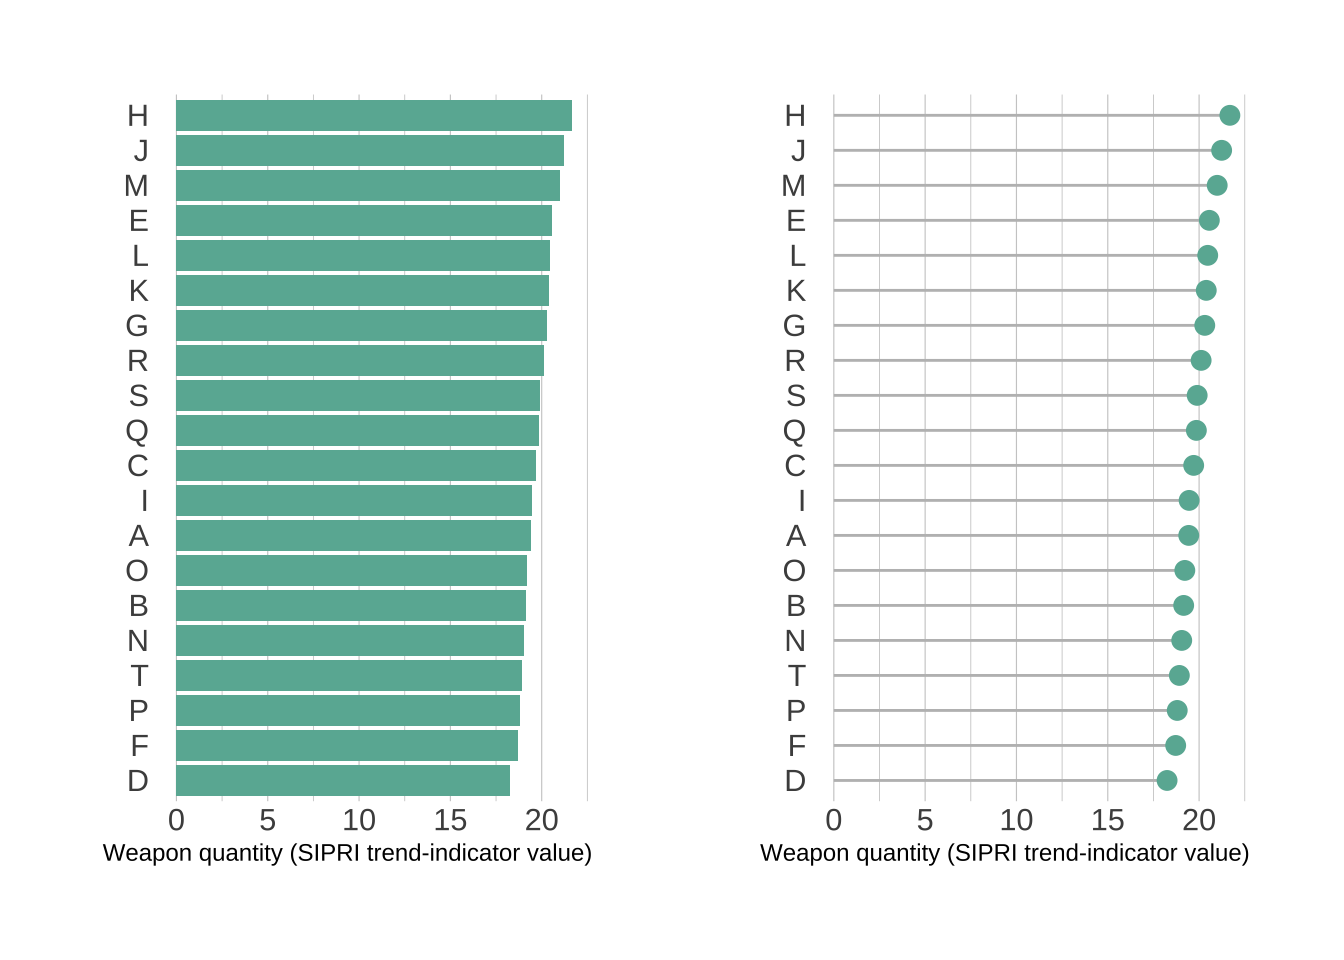 H
J
M
E
L
K
G
R
S
Q
C
I
A
O
B
N
T
P
F
D
0 5 10 15 20
Weapon quantity (SIPRI trend-indicator value)
H
J
M
E
L
K
G
R
S
Q
C
I
A
O
B
N
T
P
F
D
0 5 10 15 20
Weapon quantity (SIPRI trend-indicator value)